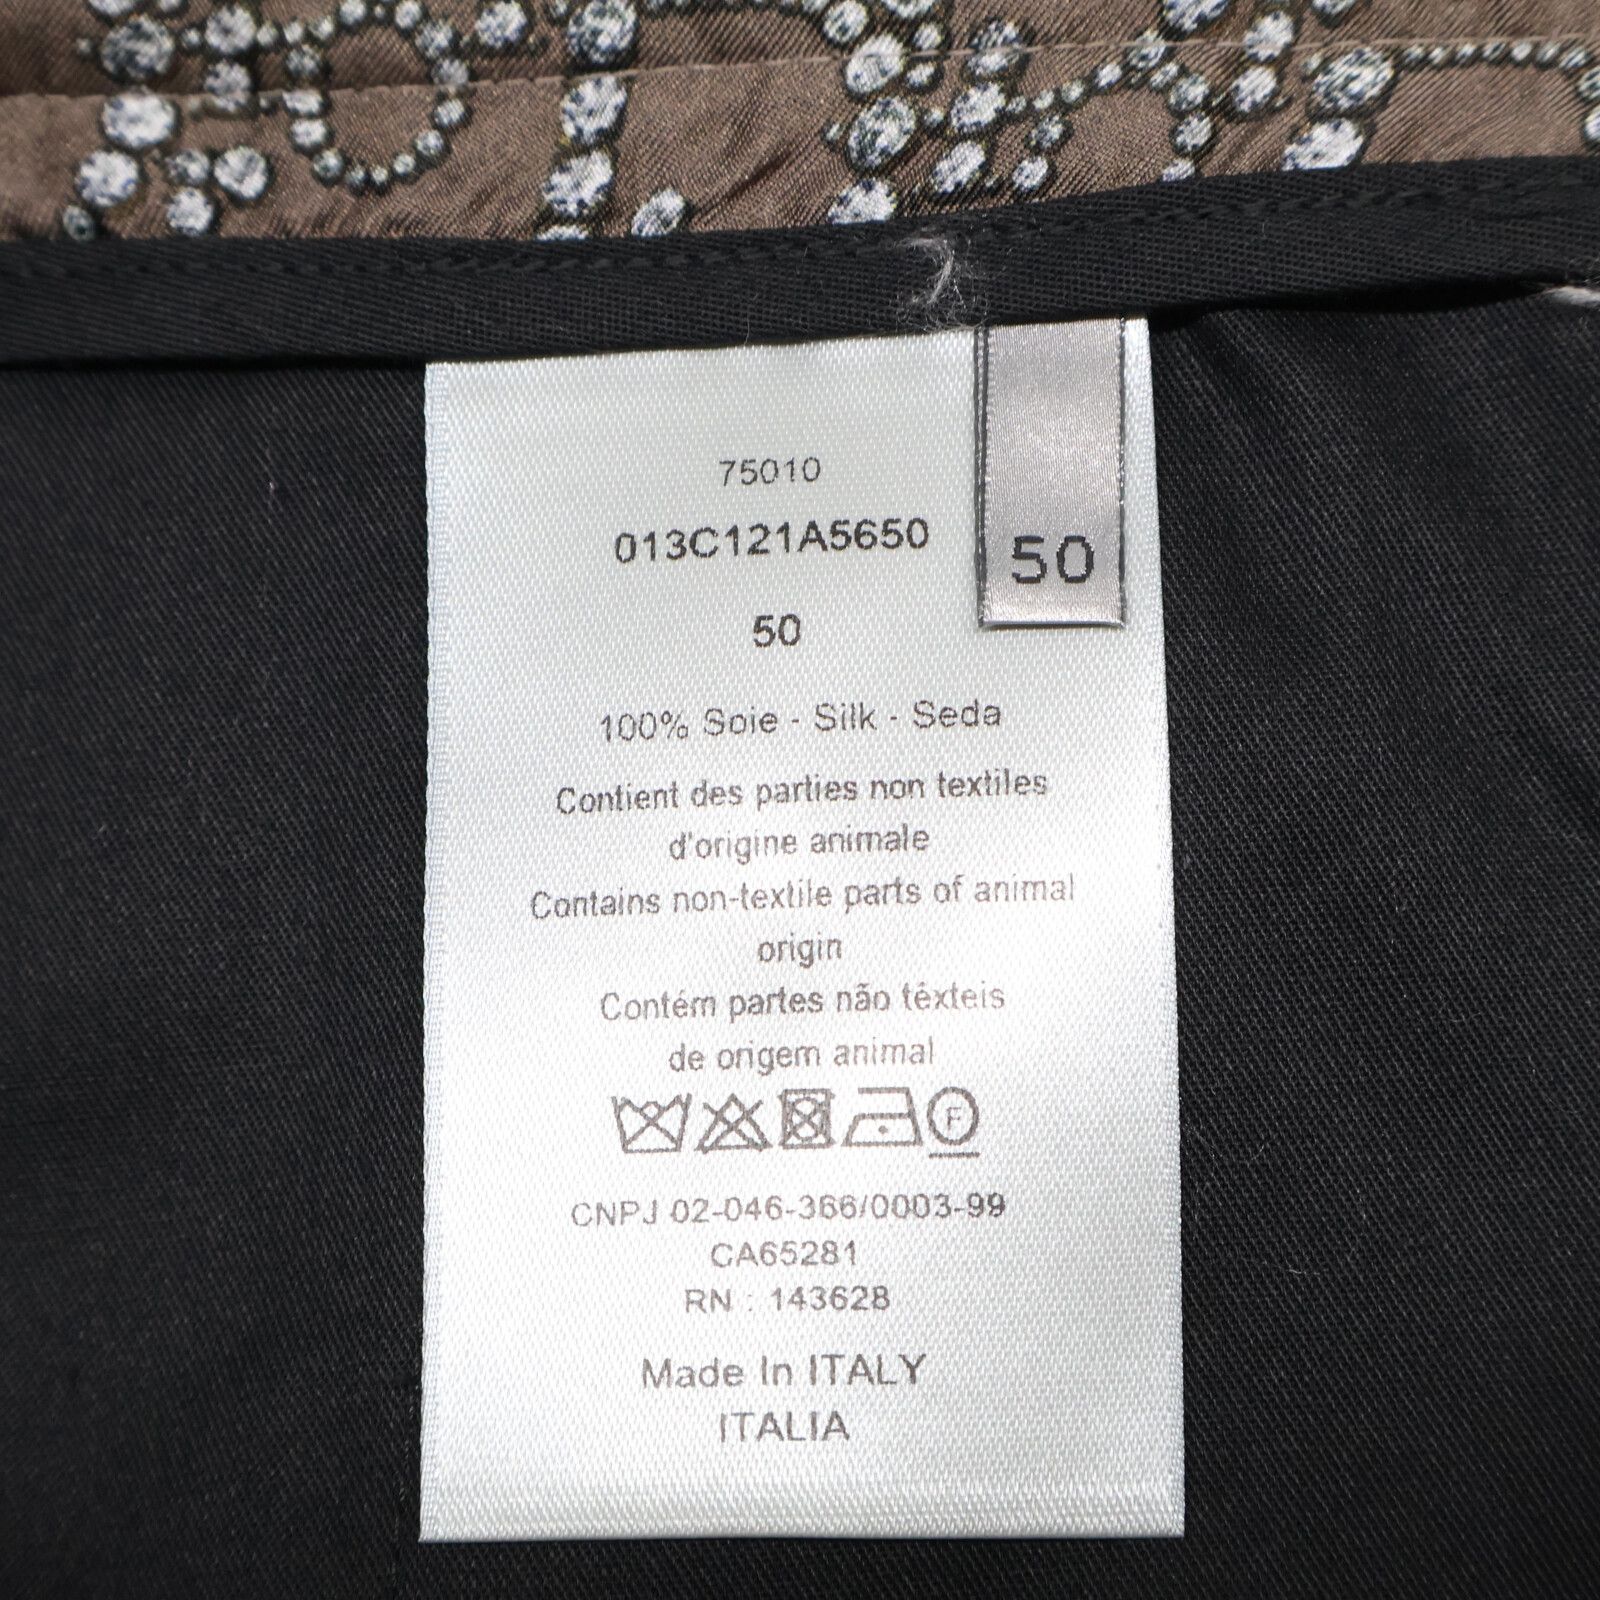 75010
013C121A5650
50
50
100% Soie - Silk - Seda
Contient des parties non textiles
d'origine animale
Contains non-textile parts of animal
origin
Contém partes não têxteis
de origem animal
F
CNPJ 02-046-366/0003-99
CA65281
RN : 143628
Made In ITALY
ITALIA